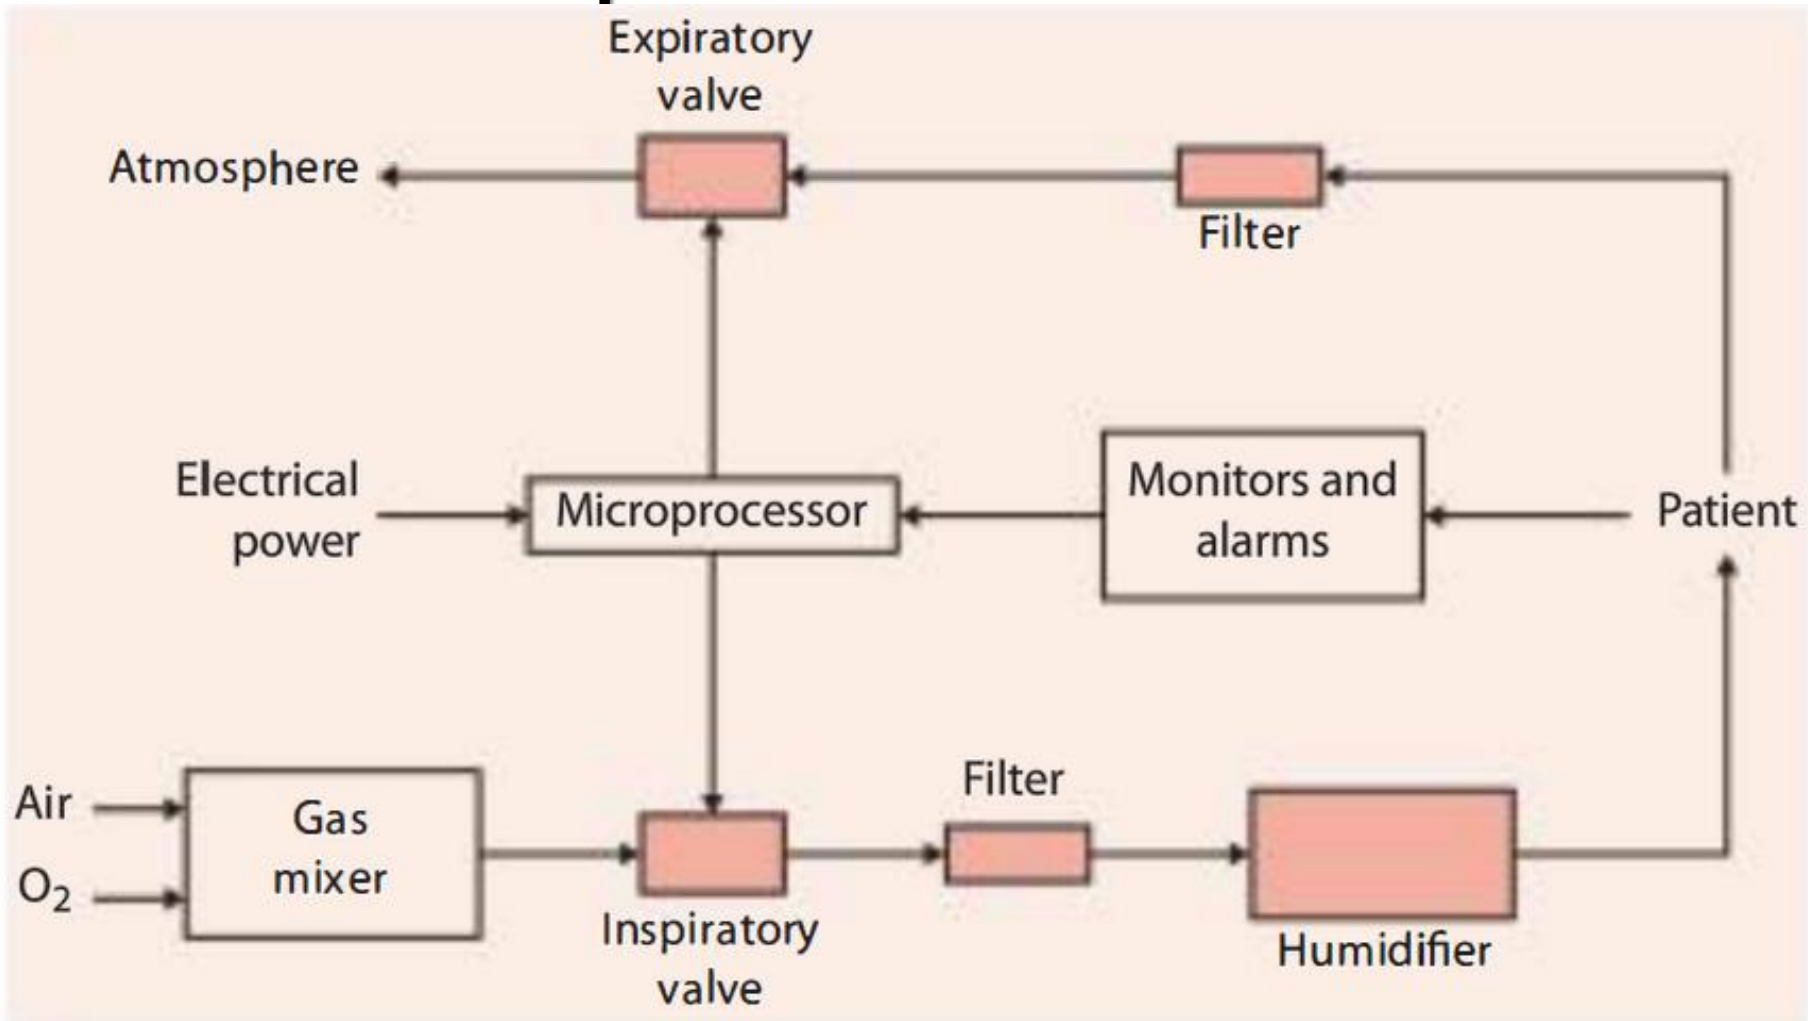 Expiratory
valve
Atmosphere
Filter
Electrical
power
Microprocessor
Monitors and
alarms
Patient
Air
O₂
Gas
mixer
Inspiratory
valve
Filter
Humidifier